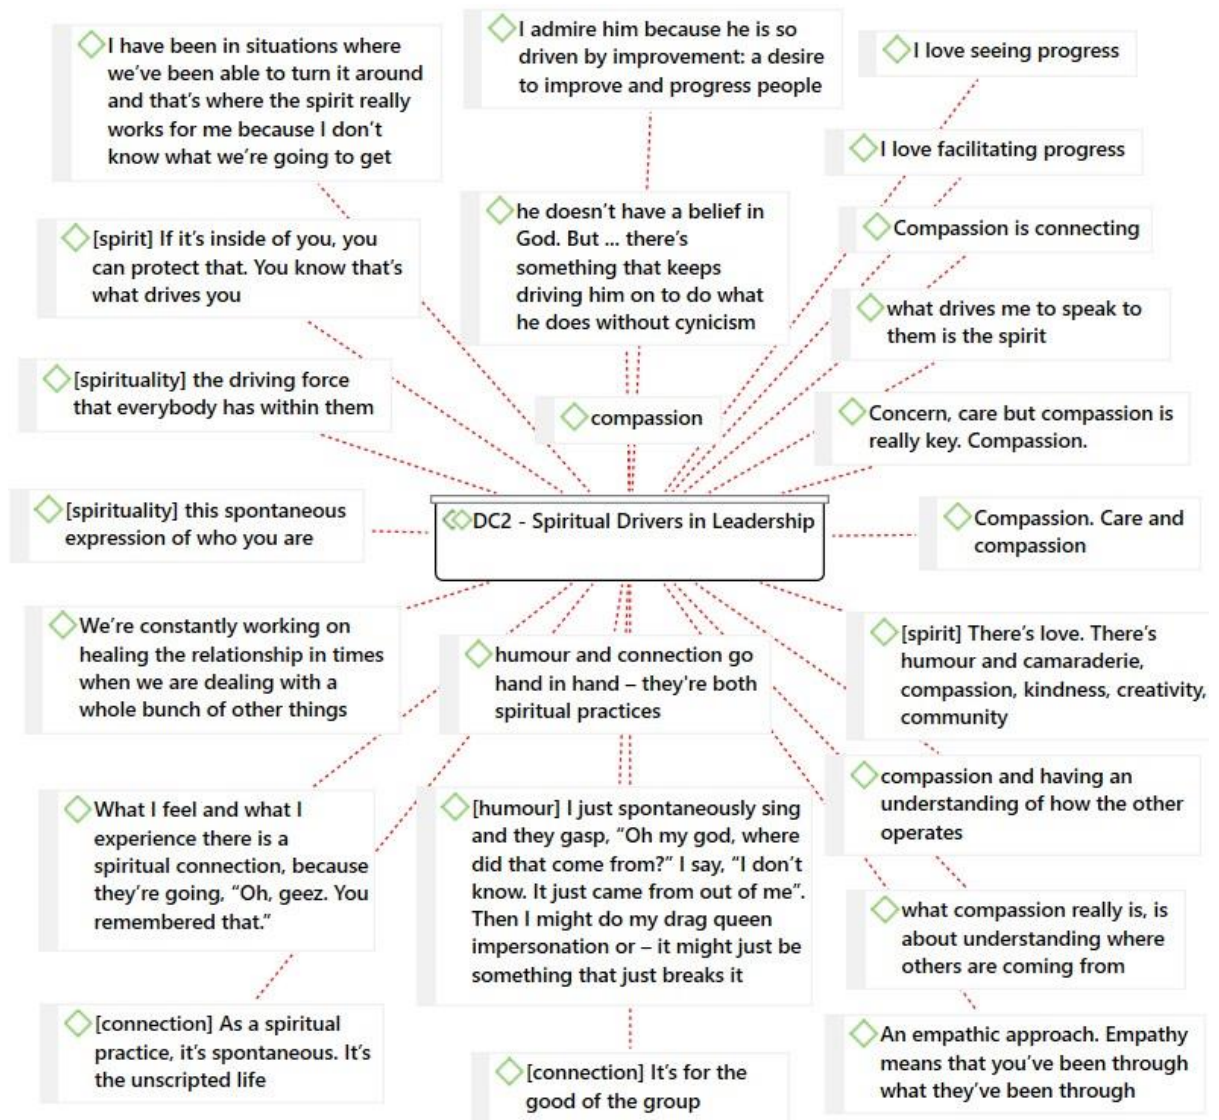 I have been in situations where
we've been able to turn it around
and that's where the spirit really
works for me because I don't
know what we're going to get
I admire him because he is so
driven by improvement: a desire
to improve and progress people
I love seeing progress
I love facilitating progress
[spirit] If it's inside of you, you
can protect that. You know that's
what drives you
he doesn't have a belief in
God. But ... there's
something that keeps
driving him on to do what
he does without cynicism
Compassion is connecting
what drives me to speak to
them is the spirit
[spirituality] the driving force
that everybody has within them
compassion
Concern, care but compassion is
really key. Compassion.
[spirituality] this spontaneous
expression of who you are
DC2 - Spiritual Drivers in Leadership
Compassion. Care and
compassion
We're constantly working on
healing the relationship in times
when we are dealing with a
whole bunch of other things
humour and connection go
hand in hand – they're both
spiritual practices
[spirit] There's love. There's
humour and camaraderie,
compassion, kindness, creativity,
community
What I feel and what I
experience there is a
spiritual connection, because
they're going, "Oh, geez. You
remembered that."
[humour] I just spontaneously sing
and they gasp, "Oh my god, where
did that come from?" I say, "I don't
know. It just came from out of me".
Then I might do my drag queen
impersonation or – it might just be
something that just breaks it
compassion and having an
understanding of how the other
operates
what compassion really is, is
about understanding where
others are coming from
[connection] As a spiritual
practice, it's spontaneous. It's
the unscripted life
[connection] It's for the
good of the group
An empathic approach. Empathy
means that you've been through
what they've been through